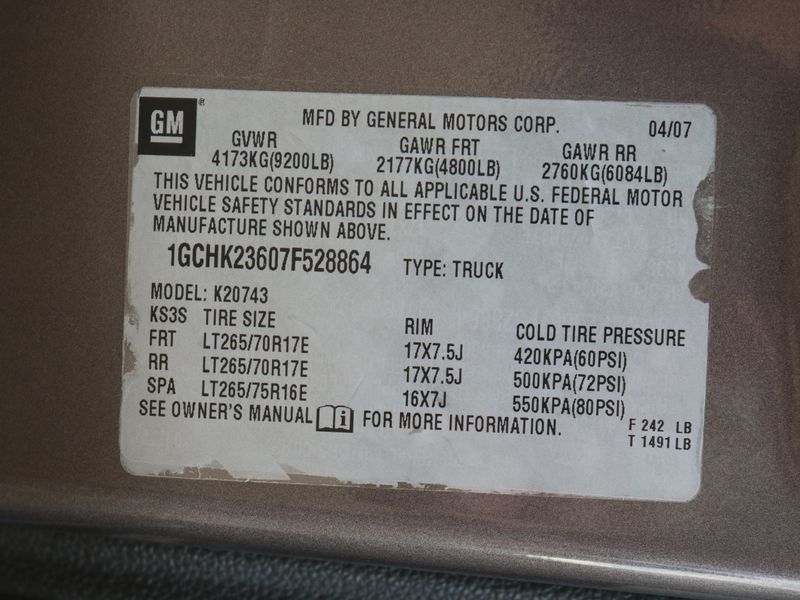 GM
MFD BY GENERAL MOTORS CORP. 04/07
GVWR GAWR FRT GAWR RR
4173KG(9200LB) 2177KG(4800LB) 2760KG(6084LB)
THIS VEHICLE CONFORMS TO ALL APPLICABLE U.S. FEDERAL MOTOR
VEHICLE SAFETY STANDARDS IN EFFECT ON THE DATE OF
MANUFACTURE SHOWN ABOVE.
1GCHK23607F528864 TYPE: TRUCK
MODEL: K20743
KS3S TIRE SIZE RIM COLD TIRE PRESSURE
FRT LT265/70R17E 17X7.5J 420KPA(60PSI)
RR LT265/70R17E 17X7.5J 500KPA(72PSI)
SPA LT265/75R16E 16X7J 550KPA(80PSI)
SEE OWNER'S MANUAL FOR MORE INFORMATION. F 242 LB
T 1491 LB